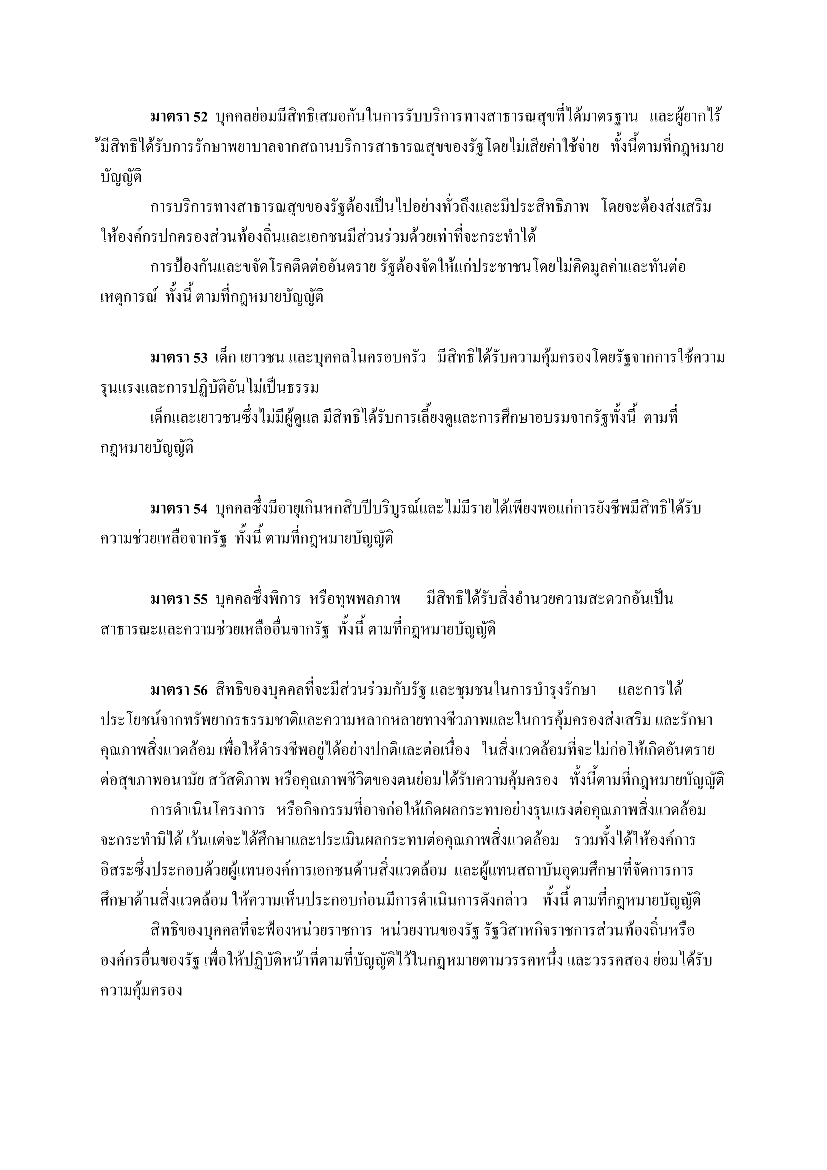 มาตรา 52 บุคคลย่อมมีสิทธิเสมอกันในการรับบริการทางสาธารณสุขที่ได้มาตรฐาน และผู้ยากไร้
้มีสิทธิได้รับการรักษาพยาบาลจากสถานบริการสาธารณสุขของรัฐโดยไม่เสียค่าใช้จ่าย ทั้งนี้ตามที่กฎหมาย
บัญญัติ
การบริการทางสาธารณสุขของรัฐต้องเป็นไปอย่างทั่วถึงและมีประสิทธิภาพ โดยจะต้องส่งเสริม
ให้องค์กรปกครองส่วนท้องถิ่นและเอกชนมีส่วนร่วมด้วยเท่าที่จะกระทำได้
การป้องกันและขจัดโรคติดต่ออันตราย รัฐต้องจัดให้แก่ประชาชนโดยไม่คิดมูลค่าและทันต่อ
เหตุการณ์ ทั้งนี้ ตามที่กฎหมายบัญญัติ
มาตรา 53 เด็ก เยาวชน และบุคคลในครอบครัว มีสิทธิได้รับความคุ้มครองโดยรัฐจากการใช้ความ
รุนแรงและการปฏิบัติอันไม่เป็นธรรม
เด็กและเยาวชนซึ่งไม่มีผู้ดูแล มีสิทธิได้รับการเลี้ยงดูและการศึกษาอบรมจากรัฐทั้งนี้ ตามที่
กฎหมายบัญญัติ
มาตรา 54 บุคคลซึ่งมีอายุเกินหกสิบปีบริบูรณ์และไม่มีรายได้เพียงพอแก่การยังชีพมีสิทธิได้รับ
ความช่วยเหลือจากรัฐ ทั้งนี้ ตามที่กฎหมายบัญญัติ
มาตรา 55 บุคคลซึ่งพิการ หรือทุพพลภาพ มีสิทธิได้รับสิ่งอำนวยความสะดวกอันเป็น
สาธารณะและความช่วยเหลืออื่นจากรัฐ ทั้งนี้ ตามที่กฎหมายบัญญัติ
มาตรา 56 สิทธิของบุคคลที่จะมีส่วนร่วมกับรัฐ และชุมชนในการบำรุงรักษา และการได้
ประโยชน์จากทรัพยากรธรรมชาติและความหลากหลายทางชีวภาพและในการคุ้มครองส่งเสริม และรักษา
คุณภาพสิ่งแวดล้อม เพื่อให้ดำรงชีพอยู่ได้อย่างปกติและต่อเนื่อง ในสิ่งแวดล้อมที่จะไม่ก่อให้เกิดอันตราย
ต่อสุขภาพอนามัย สวัสดิภาพ หรือคุณภาพชีวิตของตนย่อมได้รับความคุ้มครอง ทั้งนี้ตามที่กฎหมายบัญญัติ
การดำเนินโครงการ หรือกิจกรรมที่อาจก่อให้เกิดผลกระทบอย่างรุนแรงต่อคุณภาพสิ่งแวดล้อม
จะกระทำมิได้ เว้นแต่จะได้ศึกษาและประเมินผลกระทบต่อคุณภาพสิ่งแวดล้อม รวมทั้งได้ให้องค์การ
อิสระซึ่งประกอบด้วยผู้แทนองค์การเอกชนด้านสิ่งแวดล้อม และผู้แทนสถาบันอุดมศึกษาที่จัดการการ
ศึกษาด้านสิ่งแวดล้อม ให้ความเห็นประกอบก่อนมีการดำเนินการดังกล่าว ทั้งนี้ ตามที่กฎหมายบัญญัติ
สิทธิของบุคคลที่จะฟ้องหน่วยราชการ หน่วยงานของรัฐ รัฐวิสาหกิจราชการส่วนท้องถิ่นหรือ
องค์กรอื่นของรัฐ เพื่อให้ปฏิบัติหน้าที่ตามที่บัญญัติไว้ในกฎหมายตามวรรคหนึ่ง และวรรคสอง ย่อมได้รับ
ความคุ้มครอง